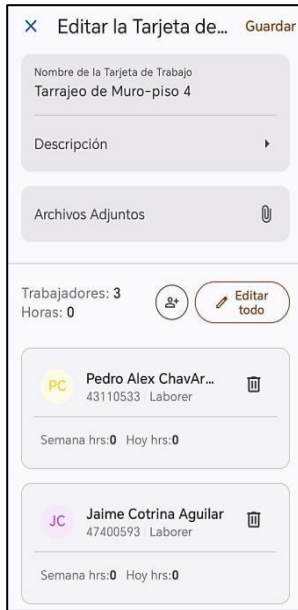 Editar la Tarjeta de... Guardar
Nombre de la Tarjeta de Trabajo
Tarrajeo de Muro-piso 4
Descripción
Archivos Adjuntos
Trabajadores: 3
Horas: 0
Editar
todo
PC
Pedro Alex ChavAr...
43110533 Laborer
Semana hrs:0 Hoy hrs:0
JC
Jaime Cotrina Aguilar
47400593 Laborer
Semana hrs:0 Hoy hrs:0